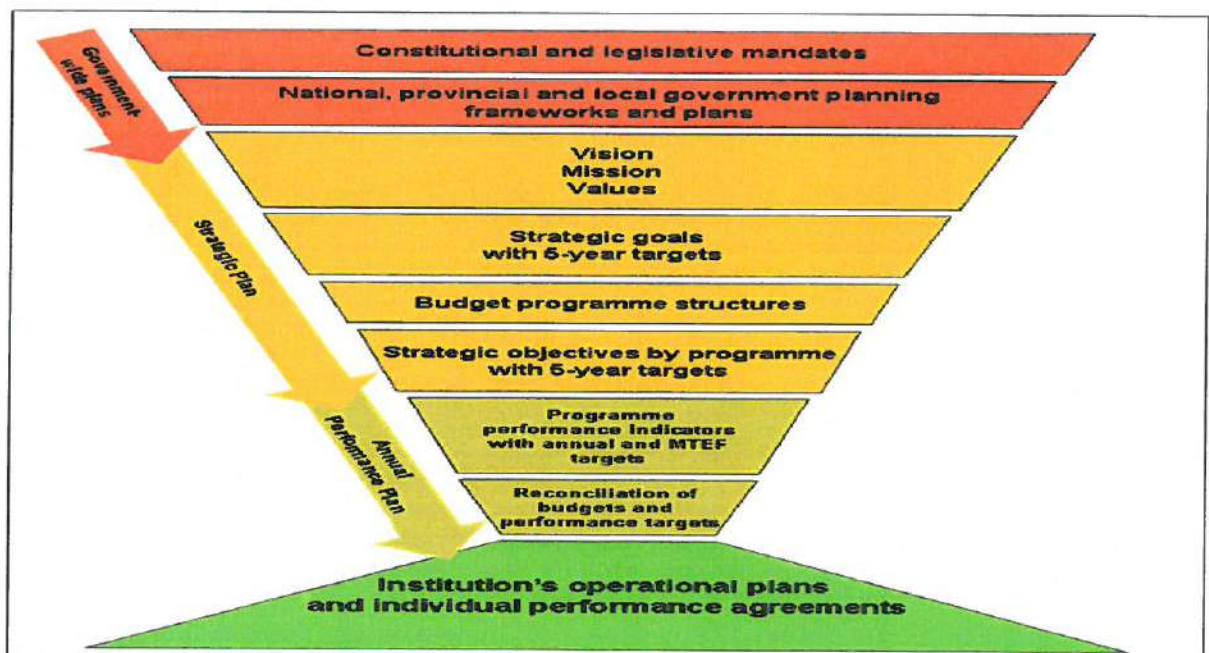 Government-
wide plans
Constitutional and legislative mandates
National, provincial and local government planning
frameworks and plans
Vision
Mission
Values
Strategic Plan
Strategic goals
with 5-year targets
Budget programme structures
Strategic objectives by programme
with 5-year targets
Annual
Performance Plan
Programme
performance indicators
with annual and MTEF
targets
Reconciliation of
budgets and
performance targets
Institution's operational plans
and individual performance agreements